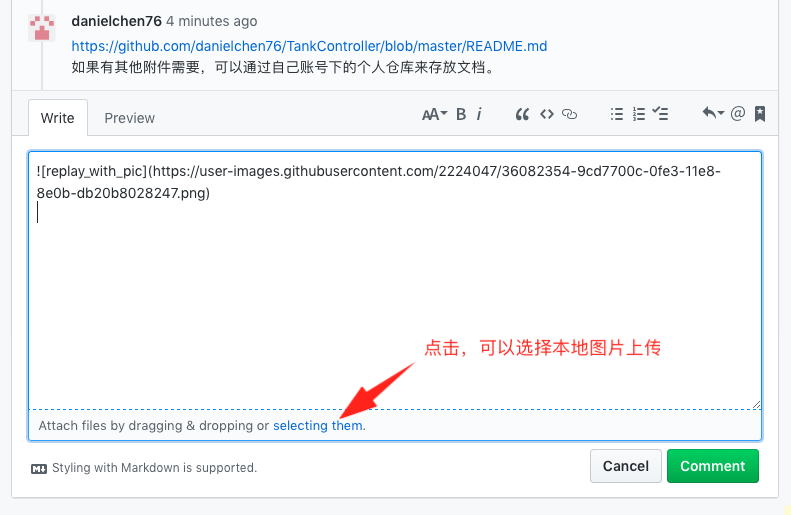 danielchen76 4 minutes ago
https://github.com/danielchen76/TankController/blob/master/README.md
如果有其他附件需要，可以通过自己账号下的个人仓库来存放文档。
Write Preview AA B i @
![replay_with_pic](https://user-images.githubusercontent.com/2224047/36082354-9cd7700c-0fe3-11e8-
8e0b-db20b8028247.png)
点击，可以选择本地图片上传
Attach files by dragging & dropping or selecting them.
Styling with Markdown is supported.
Cancel Comment